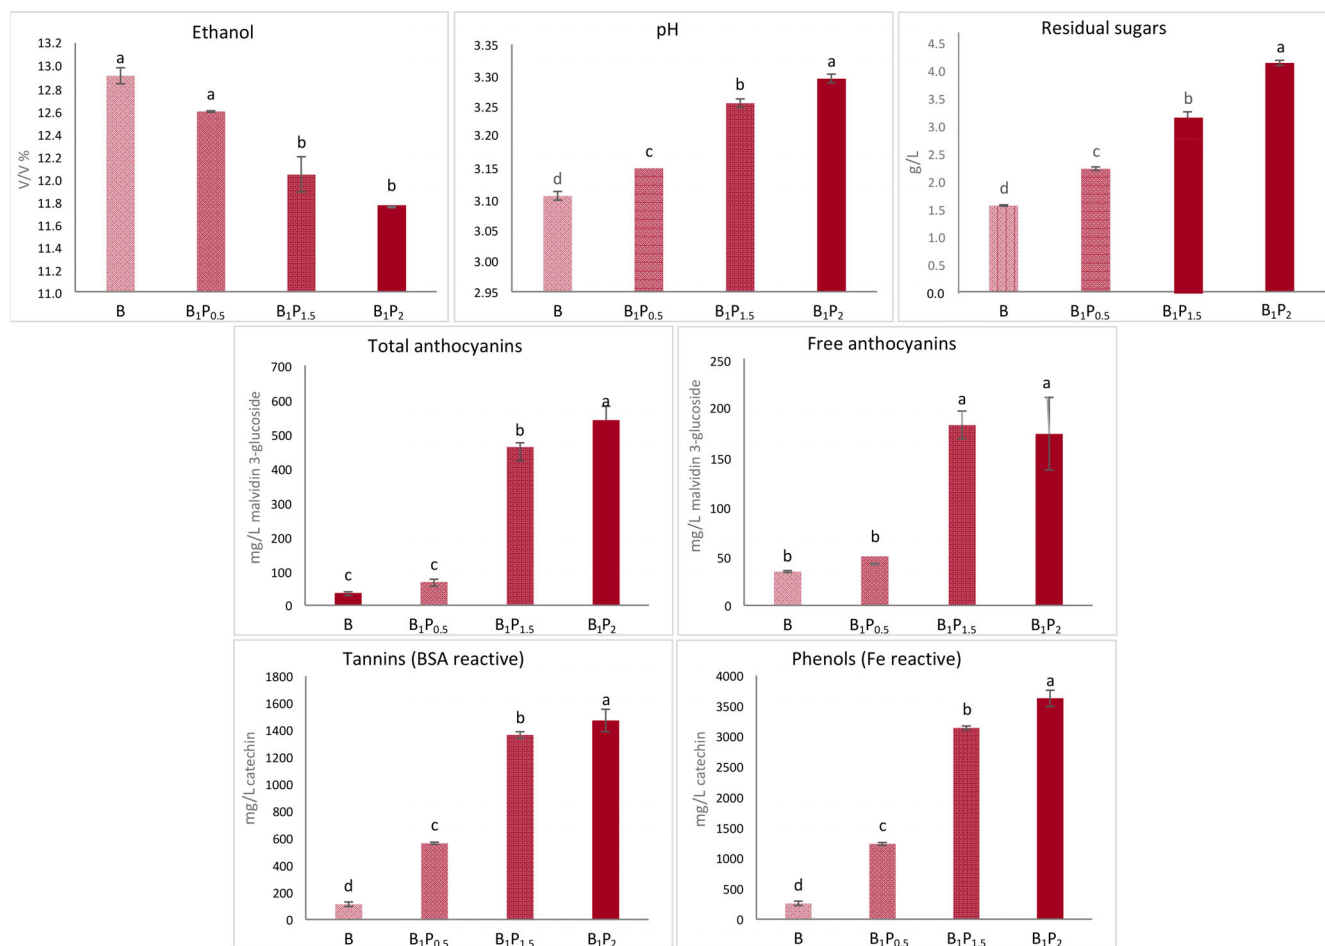 Ethanol
V/V %
13.2
13.0
12.8
12.6
12.4
12.2
12.0
11.8
11.6
11.4
11.2
11.0
a
a
b
b
B
B₁P₀.₅
B₁P₁.₅
B₁P₂
pH
3.35
3.30
3.25
3.20
3.15
3.10
3.05
3.00
2.95
d
c
b
a
B
B₁P₀.₅
B₁P₁.₅
B₁P₂
Residual sugars
g/L
4.5
4.0
3.5
3.0
2.5
2.0
1.5
1.0
0.5
0.0
d
c
b
a
B
B₁P₀.₅
B₁P₁.₅
B₁P₂
Total anthocyanins
mg/L malvidin 3-glucoside
700
600
500
400
300
200
100
0
c
c
b
a
B
B₁P₀.₅
B₁P₁.₅
B₁P₂
Free anthocyanins
mg/L malvidin 3-glucoside
250
200
150
100
50
0
b
b
a
a
B
B₁P₀.₅
B₁P₁.₅
B₁P₂
Tannins (BSA reactive)
mg/L catechin
1800
1600
1400
1200
1000
800
600
400
200
0
d
c
b
a
B
B₁P₀.₅
B₁P₁.₅
B₁P₂
Phenols (Fe reactive)
mg/L catechin
4000
3500
3000
2500
2000
1500
1000
500
0
d
c
b
a
B
B₁P₀.₅
B₁P₁.₅
B₁P₂